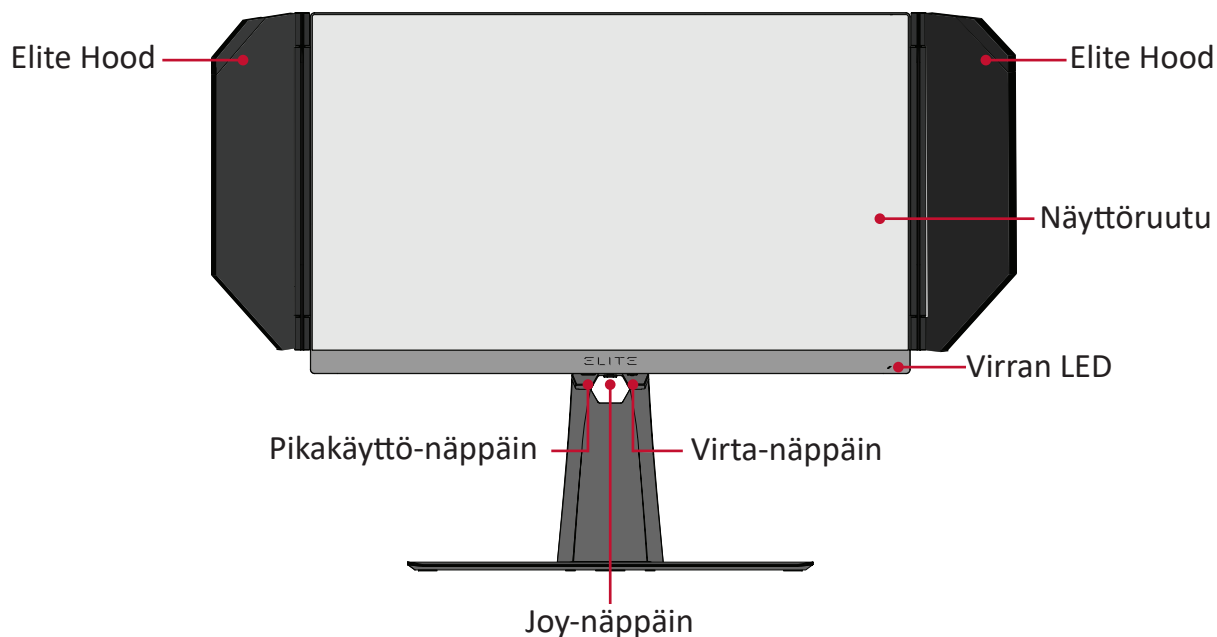 Elite Hood
Elite Hood
Näyttöruutu
ELITE
Virran LED
Pikakäyttö-näppäin
Virta-näppäin
Joy-näppäin